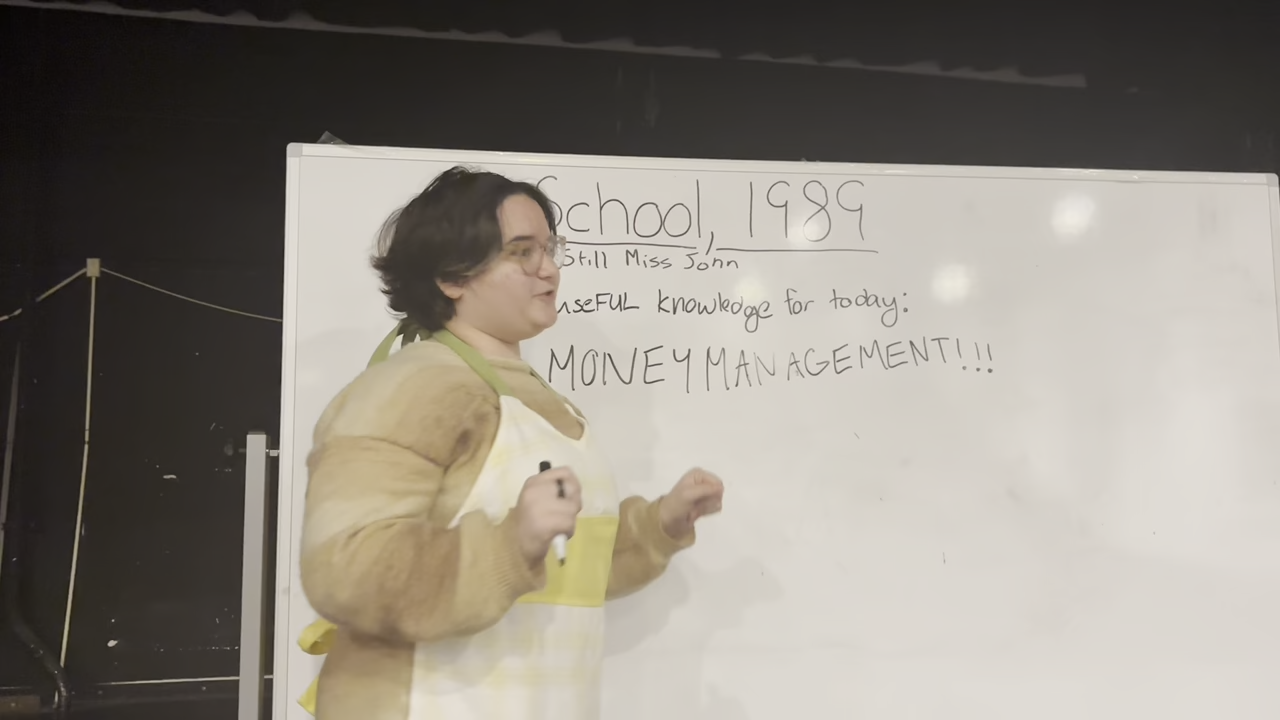 School, 1989
Still Miss John
useFUL knowledge for today:
MONEY MANAGEMENT!!!